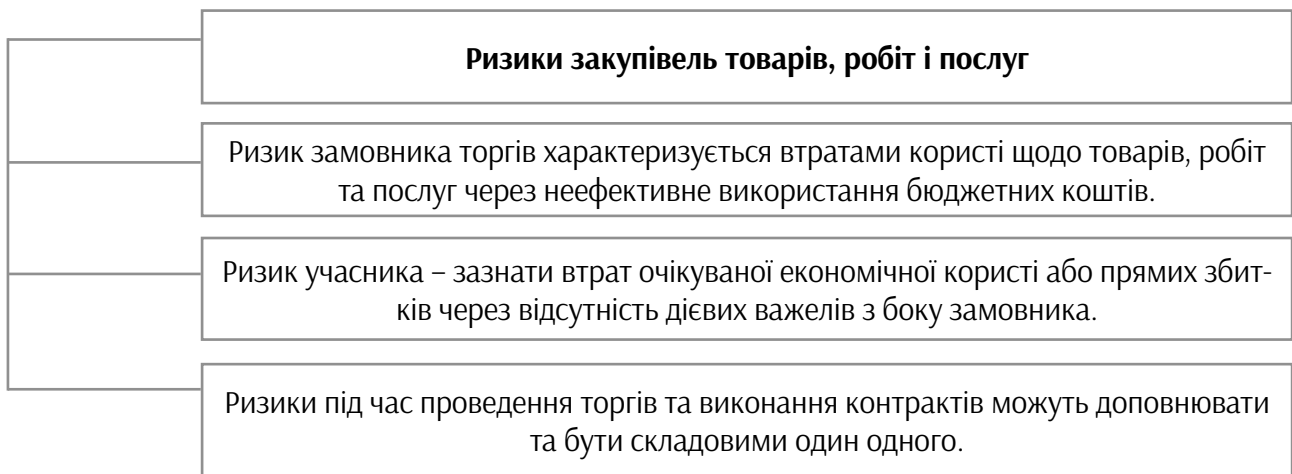 Ризики закупівель товарів, робіт і послуг
Ризик замовника торгів характеризується втратами користі щодо товарів, робіт
та послуг через неефективне використання бюджетних коштів.
Ризик учасника – зазнати втрат очікуваної економічної користі або прямих збит-
ків через відсутність дієвих важелів з боку замовника.
Ризики під час проведення торгів та виконання контрактів можуть доповнювати
та бути складовими один одного.